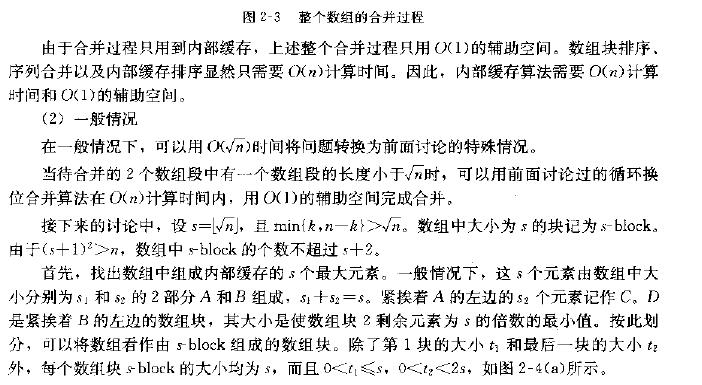 图 2-3 整个数组的合并过程
由于合并过程只用到内部缓存，上述整个合并过程只用 O(1)的辅助空间。数组块排序、
序列合并以及内部缓存排序显然只需要 O(n)计算时间。因此，内部缓存算法需要 O(n)计算
时间和 O(1)的辅助空间。
（2）一般情况
在一般情况下，可以用 O(√n)时间将问题转换为前面讨论的特殊情况。
当待合并的 2 个数组段中有一个数组段的长度小于√n时，可以用前面讨论过的循环换
位合并算法在 O(n)计算时间内，用 O(1)的辅助空间完成合并。
接下来的讨论中，设 s=⌊√n⌋，且 min{k,n−k}>√n。数组中大小为 s 的块记为 s-block。
由于(s+1)²>n，数组中 s-block 的个数不超过 s+2。
首先，找出数组中组成内部缓存的 s 个最大元素。一般情况下，这 s 个元素由数组中大
小分别为 s₁ 和 s₂ 的 2 部分 A 和 B 组成，s₁+s₂=s。紧挨着 A 的左边的 s₂ 个元素记作 C。D
是紧挨着 B 的左边的数组块，其大小是使数组块 2 剩余元素为 s 的倍数的最小值。按此划
分，可以将数组看作由 s-block 组成的数组块。除了第 1 块的大小 t₁ 和最后一块的大小 t₂
外，每个数组块 s-block 的大小均为 s，而且 0<t₁≤s，0<t₂<2s，如图 2-4(a)所示。